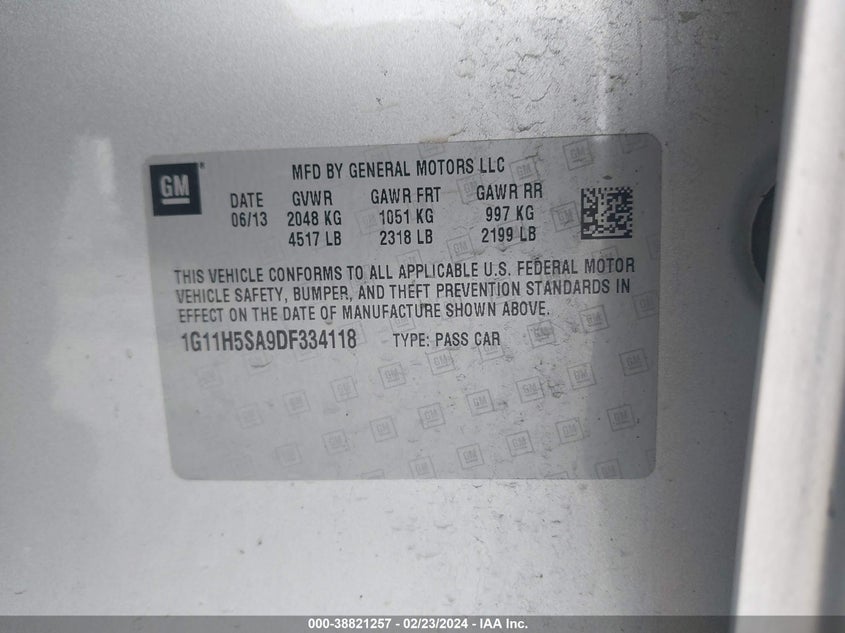 GM
MFD BY GENERAL MOTORS LLC
DATE GVWR GAWR FRT GAWR RR
06/13 2048 KG 1051 KG 997 KG
4517 LB 2318 LB 2199 LB
THIS VEHICLE CONFORMS TO ALL APPLICABLE U.S. FEDERAL MOTOR
VEHICLE SAFETY, BUMPER, AND THEFT PREVENTION STANDARDS IN
EFFECT ON THE DATE OF MANUFACTURE SHOWN ABOVE.
1G11H5SA9DF334118 TYPE: PASS CAR
000-38821257 - 02/23/2024 - IAA Inc.